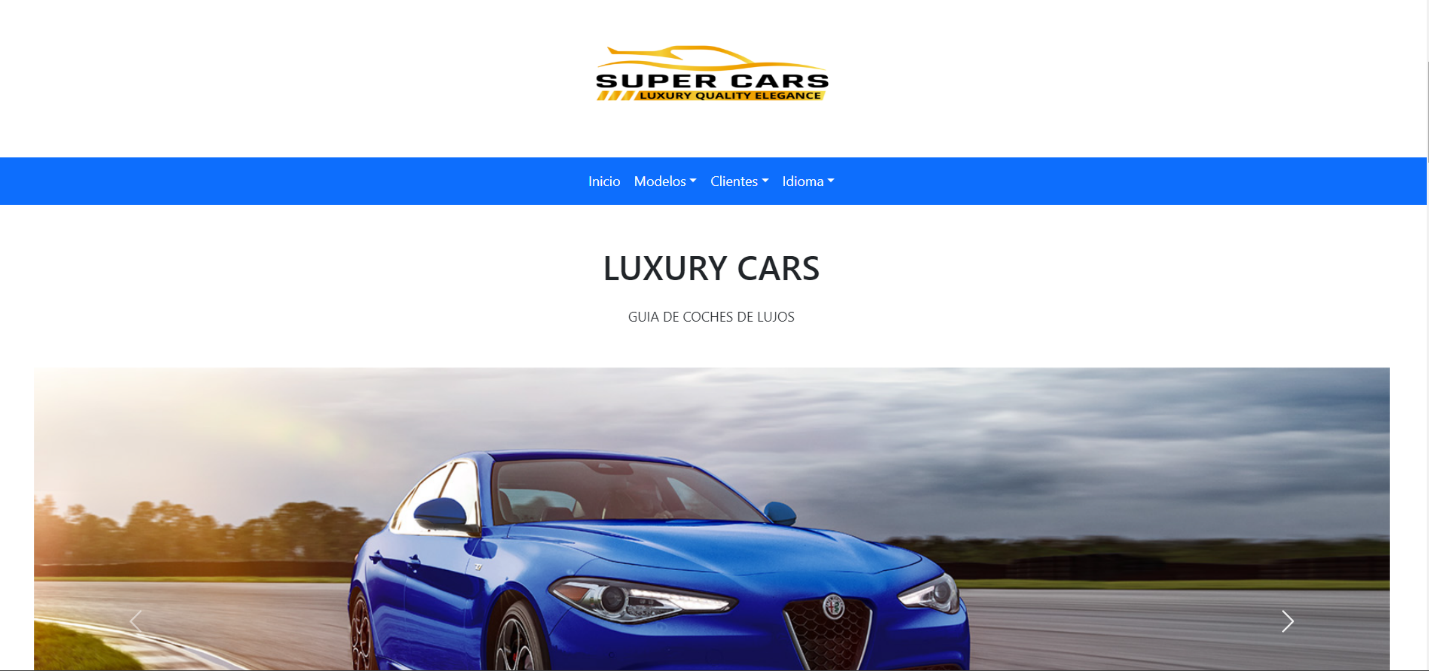 SUPER CARS
LUXURY QUALITY ELEGANCE
Inicio Modelos Clientes Idioma
LUXURY CARS
GUIA DE COCHES DE LUJOS